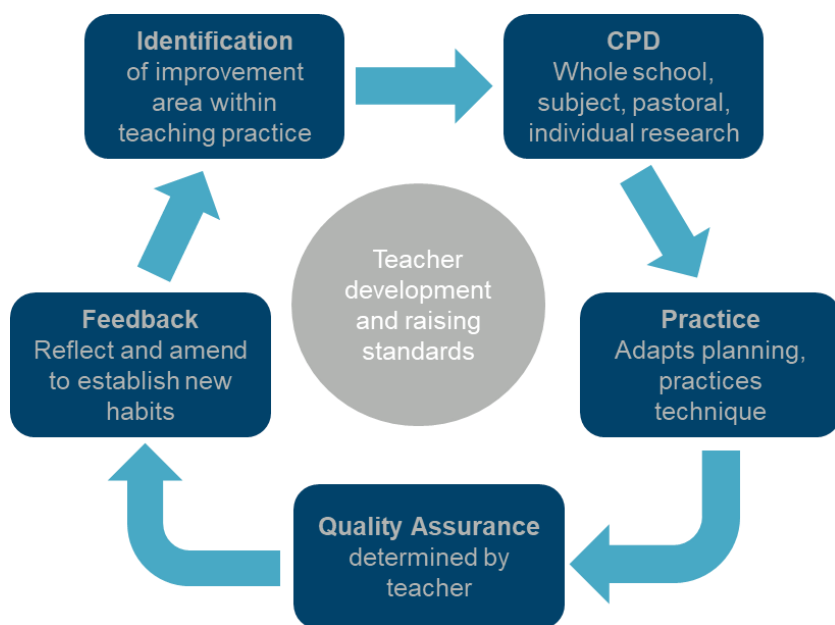 Identification
of improvement
area within
teaching practice
CPD
Whole school,
subject, pastoral,
individual research
Practice
Adapts planning,
practices
technique
Quality Assurance
determined by
teacher
Feedback
Reflect and amend
to establish new
habits
Teacher
development
and raising
standards